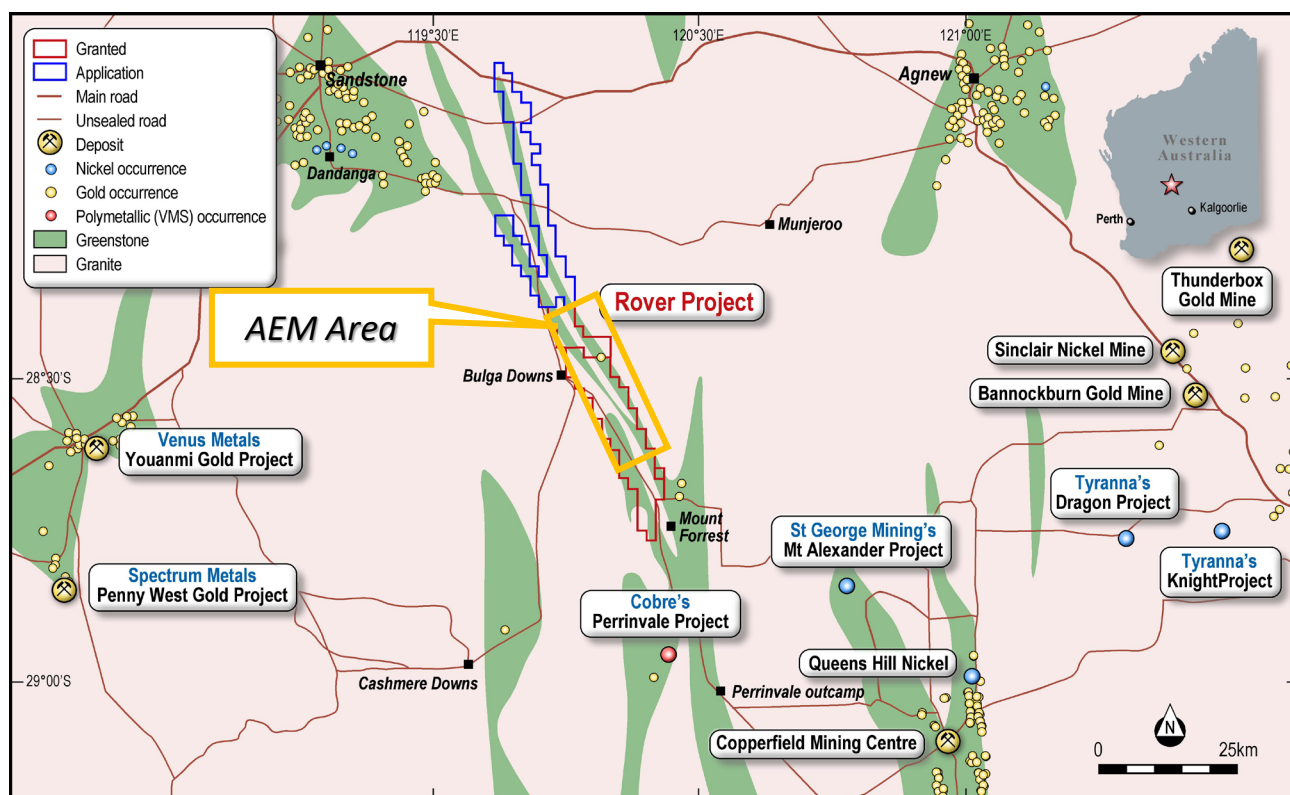 Granted
Application
Main road
Unsealed road
Deposit
Nickel occurrence
Gold occurrence
Polymetallic (VMS) occurrence
Greenstone
Granite
119°30'E
120°30'E
121°00'E
Sandstone
Dandanga
Agnew
Munjeroo
Western
Australia
Perth
Kalgoorlie
Thunderbox
Gold Mine
AEM Area
Rover Project
Sinclair Nickel Mine
28°30'S
Bulga Downs
Bannockburn Gold Mine
Venus Metals
Youanmi Gold Project
Tyranna's
Dragon Project
Mount
Forrest
St George Mining's
Mt Alexander Project
Tyranna's
KnightProject
Spectrum Metals
Penny West Gold Project
Cobre's
Perrinvale Project
Queens Hill Nickel
29°00'S
Cashmere Downs
Perrinvale outcamp
Copperfield Mining Centre
N
0
25km